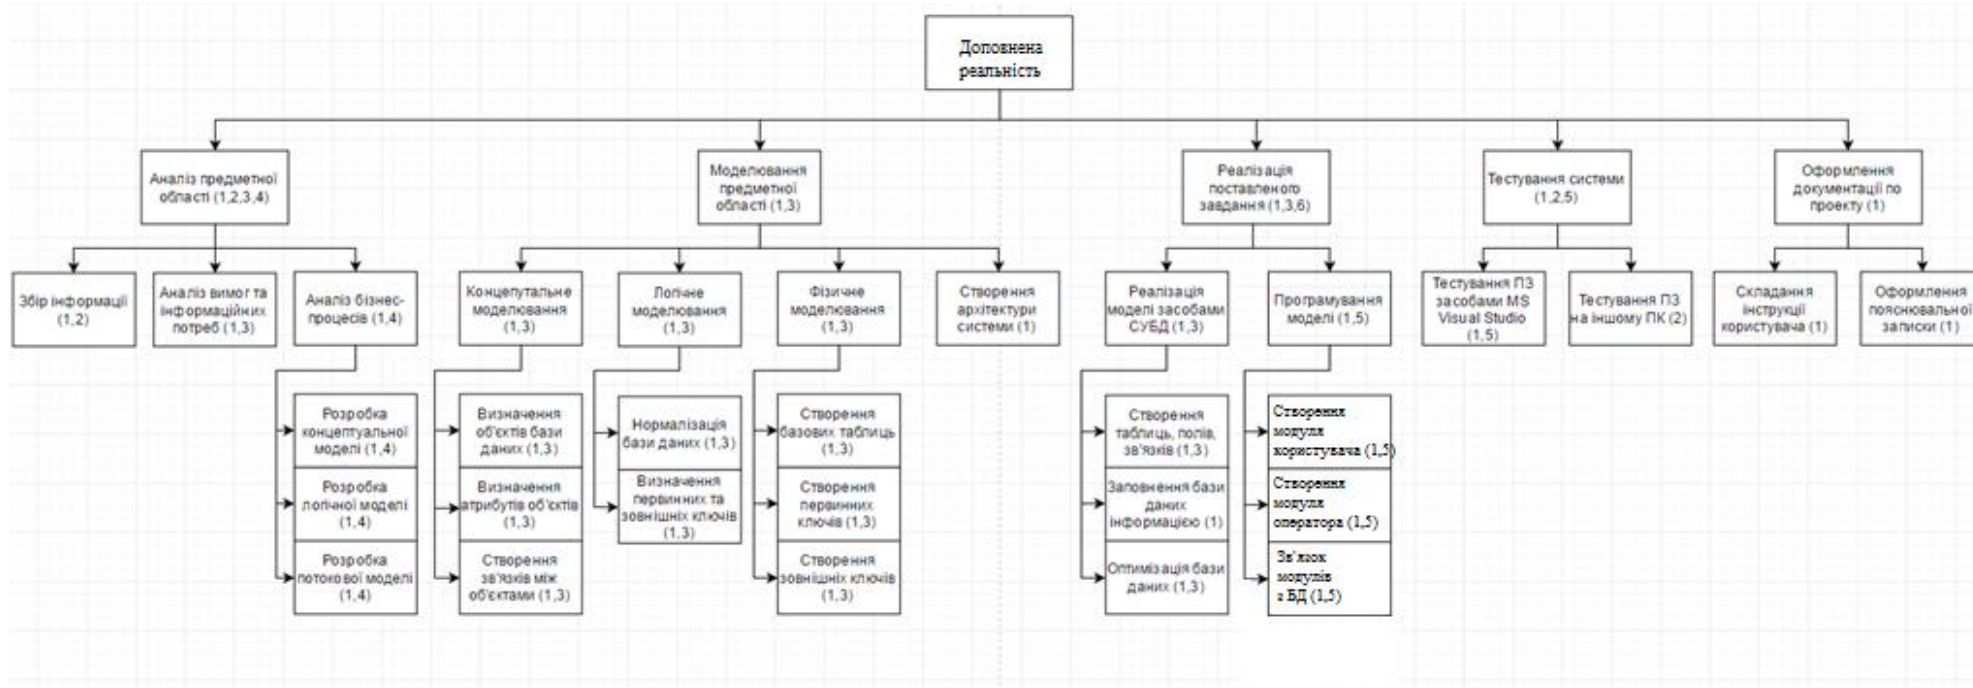 Доповнена
реальність
Аналіз предметної
області (1,2,3,4)
Моделювання
предметної
області (1,3)
Реалізація
поставленого
завдання (1,3,6)
Тестування системи
(1,2,5)
Оформлення
документації по
проекту (1)
Збір інформації
(1,2)
Аналіз вимог та
інформаційних
потреб (1,3)
Аналіз бізнес-
процесів (1,4)
Концепутальне
моделювання
(1,3)
Логічне
моделювання
(1,3)
Фізичне
моделювання
(1,3)
Створення
архітектури
системи (1)
Реалізація
моделі засобами
СУБД (1,3)
Програмування
моделі (1,5)
Тестування ПЗ
засобами MS
Visual Studio
(1,5)
Тестування ПЗ
на іншому ПК (2)
Складання
інструкції
користувача (1)
Оформлення
пояснювальної
записки (1)
Розробка
концептуальної
моделі (1,4)
Розробка
логічної моделі
(1,4)
Розробка
потокової моделі
(1,4)
Визначення
об'єктів бази
даних (1,3)
Визначення
атрибутів об'єктів
(1,3)
Створення
зв'язків між
об'єктами (1,3)
Нормалізація
бази даних (1,3)
Визначення
первинних та
зовнішніх ключів
(1,3)
Створення
базових таблиць
(1,3)
Створення
первинних
ключів (1,3)
Створення
зовнішніх ключів
(1,3)
Створення
таблиць, полів,
зв'язків (1,3)
Заповнення бази
даних
інформацією (1)
Оптимізація бази
даних (1,3)
Створення
модуля
користувача (1,5)
Створення
модуля
оператора (1,5)
Зв'язок
модулів
з БД (1,5)